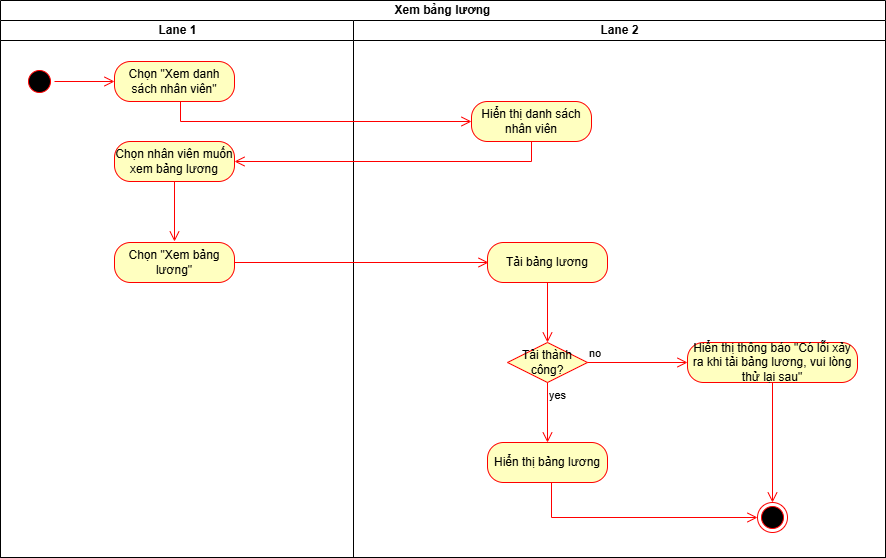 Xem bảng lương
Lane 1
Lane 2
Chọn "Xem danh
sách nhân viên"
Hiển thị danh sách
nhân viên
Chọn nhân viên muốn
xem bảng lương
Chọn "Xem bảng
lương"
Tải bảng lương
Tải thành
công?
no
Hiển thị thông báo "Có lỗi xảy
ra khi tải bảng lương, vui lòng
thử lại sau"
yes
Hiển thị bảng lương